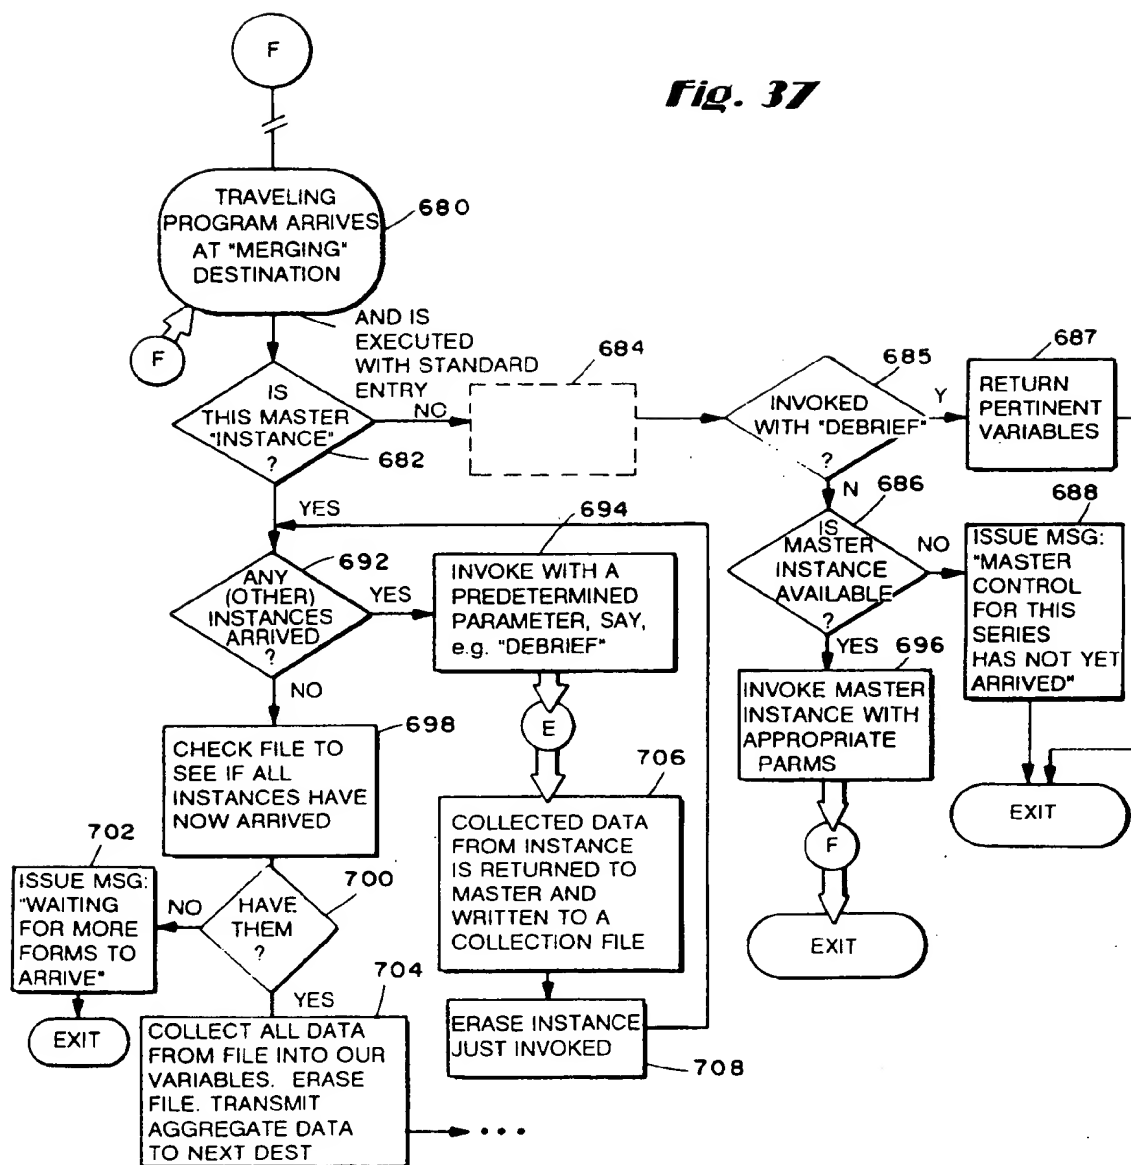 F
Fig. 37
TRAVELING
PROGRAM ARRIVES
AT "MERGING"
DESTINATION
680
F
AND IS
EXECUTED
WITH STANDARD
ENTRY
IS
THIS MASTER
"INSTANCE"
?
682
NO
684
INVOKED
WITH "DEBRIEF"
?
685
Y
687
RETURN
PERTINENT
VARIABLES
N
686
IS
MASTER
INSTANCE
AVAILABLE
?
NO
688
ISSUE MSG:
"MASTER
CONTROL
FOR THIS
SERIES
HAS NOT YET
ARRIVED"
EXIT
YES
696
INVOKE MASTER
INSTANCE WITH
APPROPRIATE
PARMS
F
EXIT
YES
692
ANY
(OTHER)
INSTANCES
ARRIVED
?
YES
694
INVOKE WITH A
PREDETERMINED
PARAMETER, SAY,
e.g. "DEBRIEF"
E
706
COLLECTED DATA
FROM INSTANCE
IS RETURNED TO
MASTER AND
WRITTEN TO A
COLLECTION FILE
ERASE INSTANCE
JUST INVOKED
708
NO
698
CHECK FILE TO
SEE IF ALL
INSTANCES HAVE
NOW ARRIVED
700
HAVE
THEM
?
NO
702
ISSUE MSG:
"WAITING
FOR MORE
FORMS TO
ARRIVE"
EXIT
YES
704
COLLECT ALL DATA
FROM FILE INTO OUR
VARIABLES. ERASE
FILE. TRANSMIT
AGGREGATE DATA
TO NEXT DEST
• • •